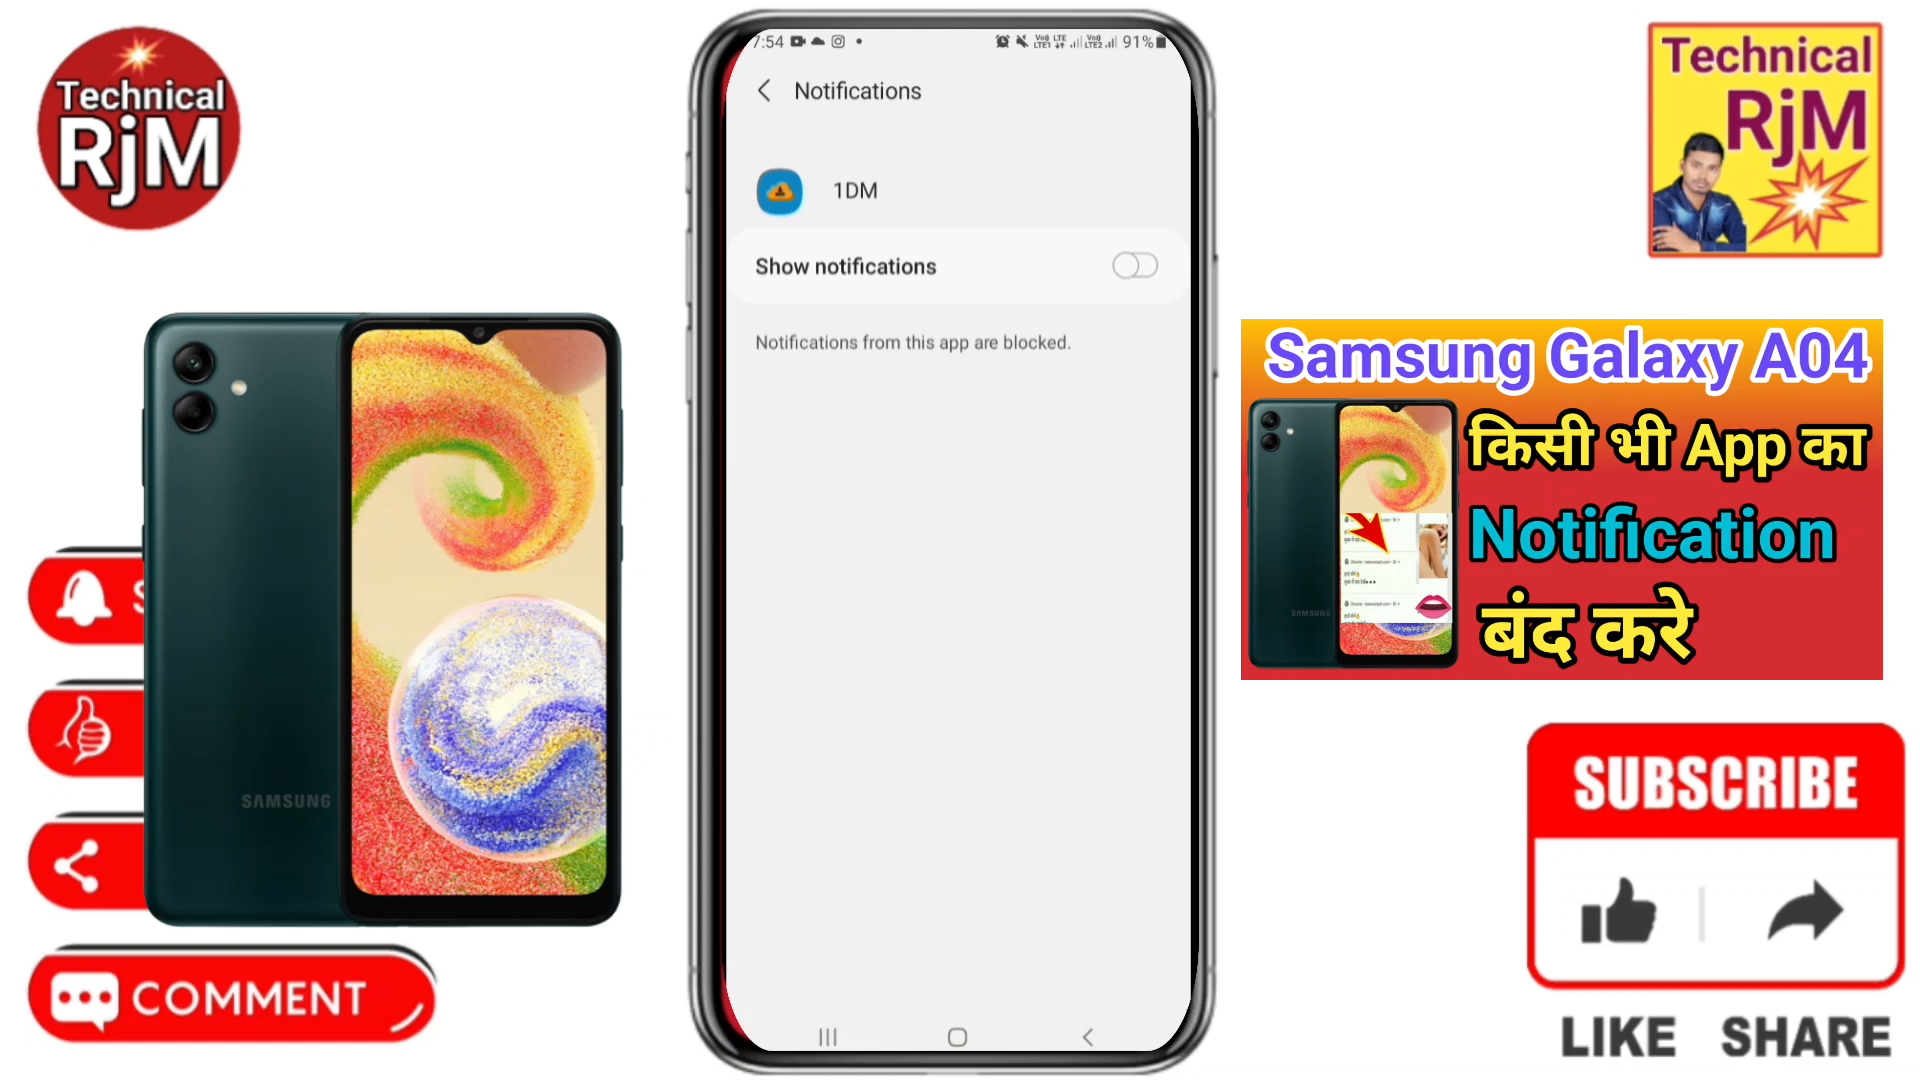 Technical
RjM
7:54
91%
Notifications
1DM
Show notifications
Notifications from this app are blocked.
SAMSUNG
S
COMMENT
Technical
RjM
Samsung Galaxy A04
किसी भी App का
Notification
बंद करे
SAMSUNG
SUBSCRIBE
LIKE SHARE